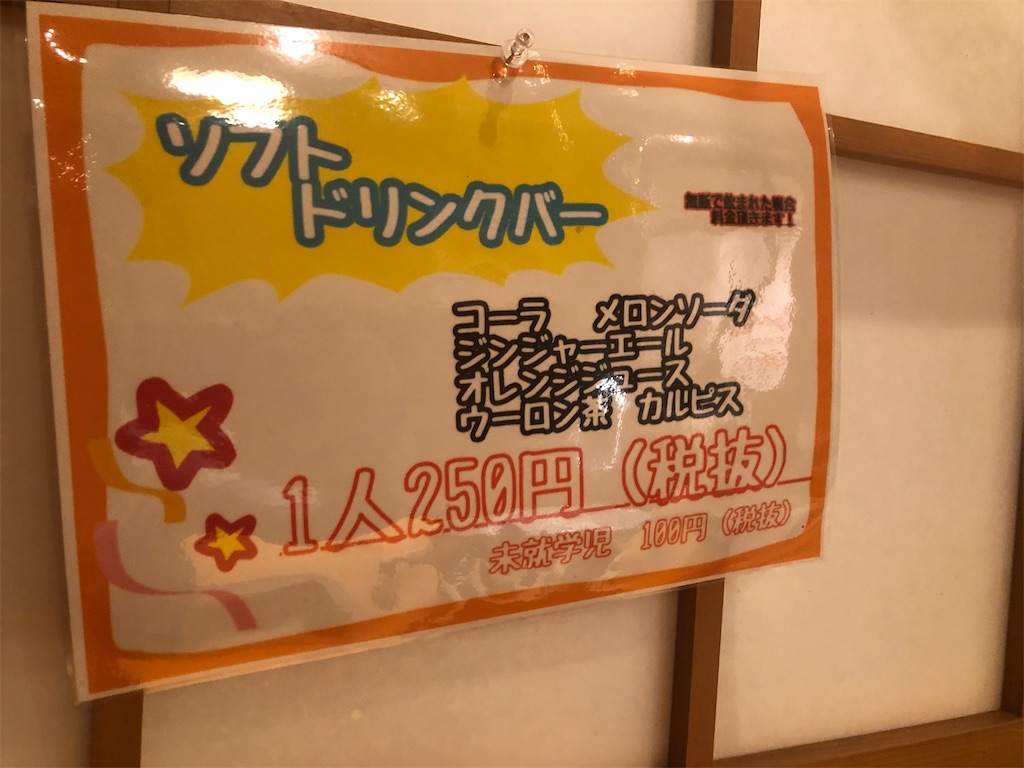 ソフト
ドリンクバー
無断で飲まれた場合
料金頂きます！
コーラ　メロンソーダ
ジンジャーエール
オレンジジュース
ウーロン茶　カルピス
1人250円（税抜）
未就学児　100円（税抜）